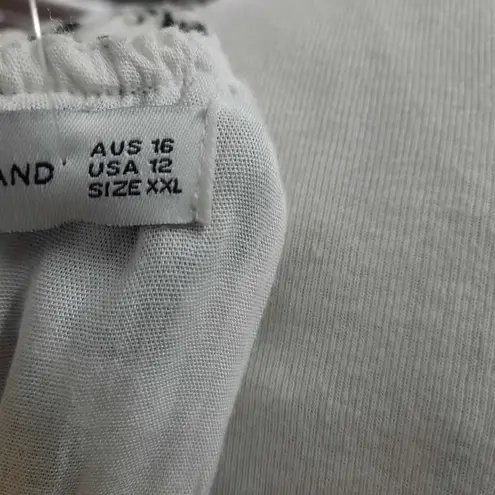 AUS 16
USA 12
AND'
SIZE XXL